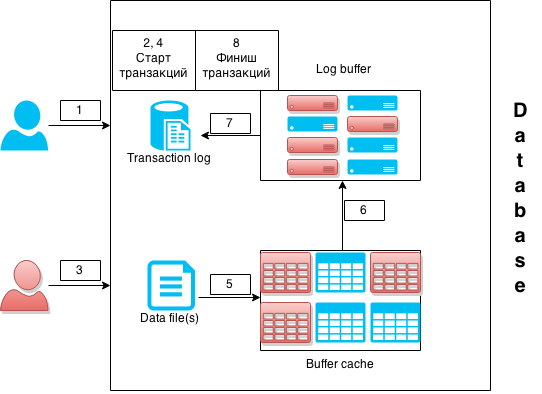 2, 4
Старт
транзакций
8
Финиш
транзакций
Log buffer
1
7
Transaction log
6
3
5
Data file(s)
Buffer cache
Database